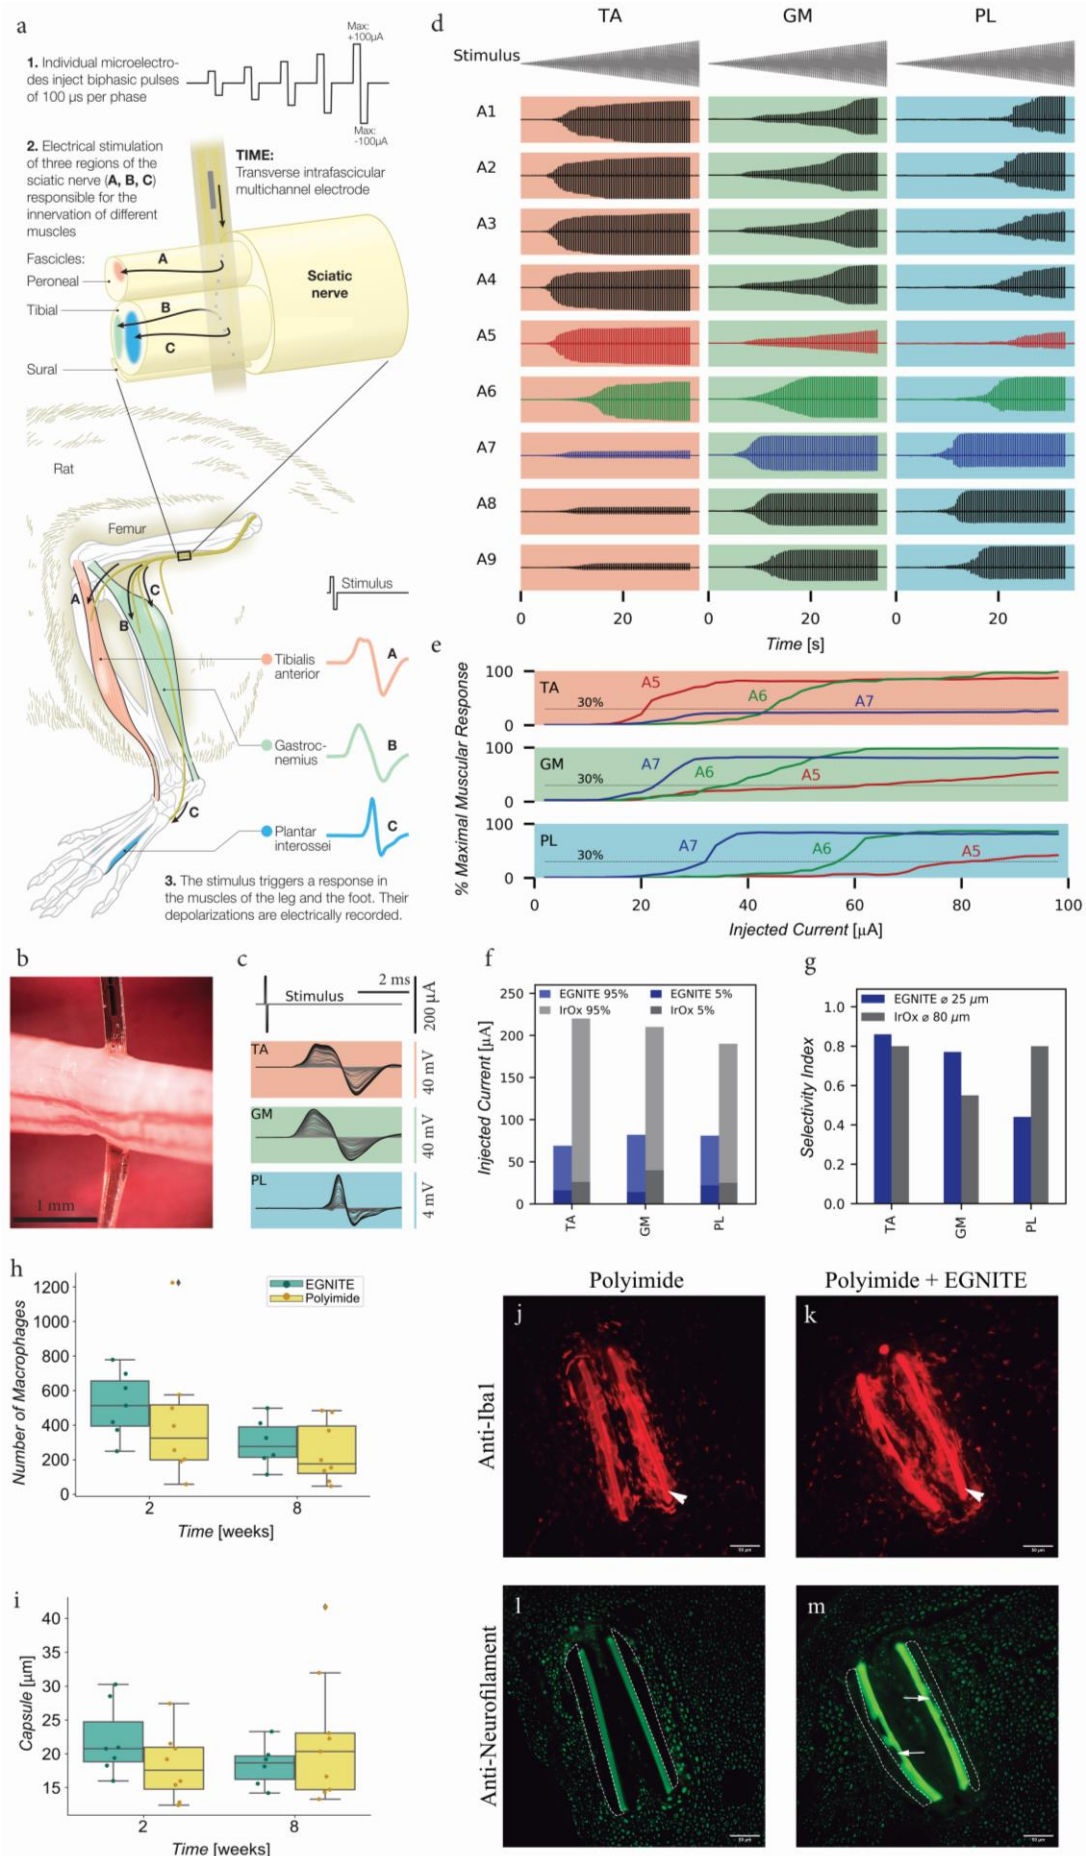 a
1. Individual microelectro-
des inject biphasic pulses
of 100 µs per phase
Max:
+100µA
Max:
-100µA
2. Electrical stimulation
of three regions of the
sciatic nerve (A, B, C)
responsible for the
innervation of different
muscles
TIME:
Transverse intrafascicular
multichannel electrode
Fascicles:
Peroneal
Tibial
Sural
A
B
C
Sciatic
nerve
Rat
Femur
A
B
C
C
Stimulus
Tibialis
anterior
A
Gastroc-
nemius
B
Plantar
interossei
C
3. The stimulus triggers a response in
the muscles of the leg and the foot. Their
depolarizations are electrically recorded.
d
TA GM PL
Stimulus
A1
A2
A3
A4
A5
A6
A7
A8
A9
0 20 0 20 0 20
Time [s]
e
% Maximal Muscular Response
100
TA
30%
0
A5
A6
A7
100
GM
30%
0
A7
A6
A5
100
PL
30%
0
A7
A6
A5
0 20 40 60 80 100
Injected Current [µA]
b
1 mm
c
2 ms
Stimulus
200 µA
TA
40 mV
GM
40 mV
PL
4 mV
f
Injected Current [µA]
250
200
150
100
50
0
EGNITE 95% EGNITE 5%
IrOx 95% IrOx 5%
TA GM PL
g
Selectivity Index
1.0
0.8
0.6
0.4
0.2
0.0
EGNITE ⌀ 25 µm
IrOx ⌀ 80 µm
TA GM PL
h
Number of Macrophages
1200
1000
800
600
400
200
0
EGNITE
Polyimide
2 8
Time [weeks]
i
Capsule [µm]
40
35
30
25
20
15
2 8
Time [weeks]
Polyimide Polyimide + EGNITE
Anti-Iba1
j
50 µm
k
50 µm
Anti-Neurofilament
l
50 µm
m
50 µm